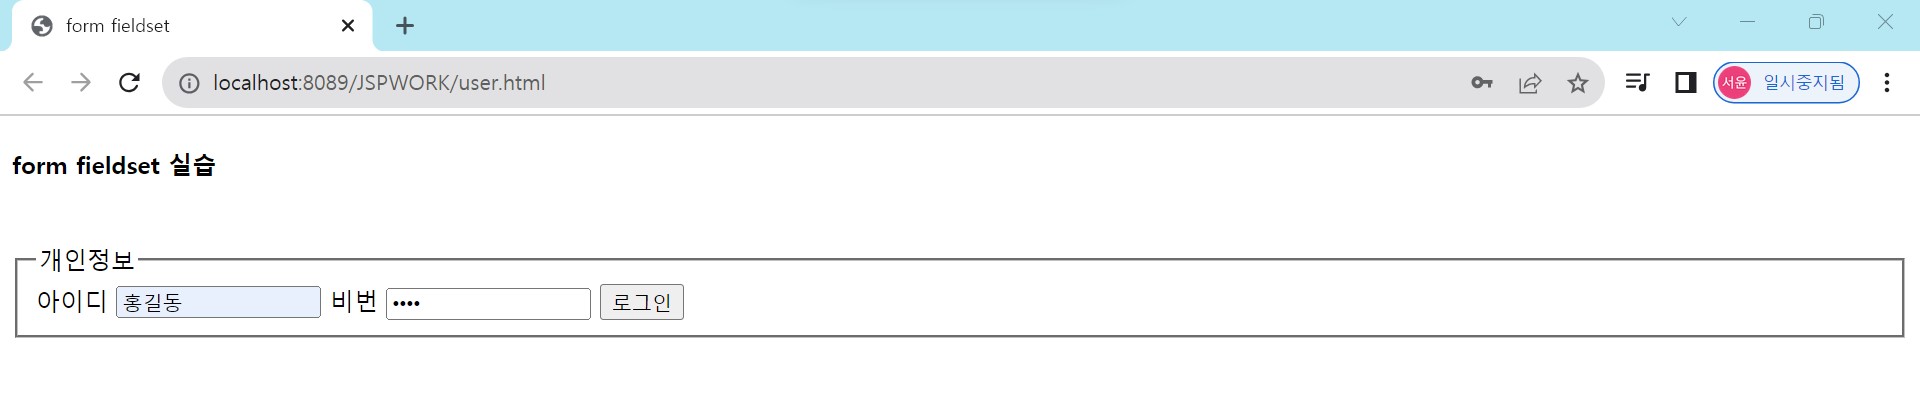 form fieldset
localhost:8089/JSPWORK/user.html
서윤 일시중지됨
form fieldset 실습
개인정보
아이디 홍길동 비번 •••• 로그인